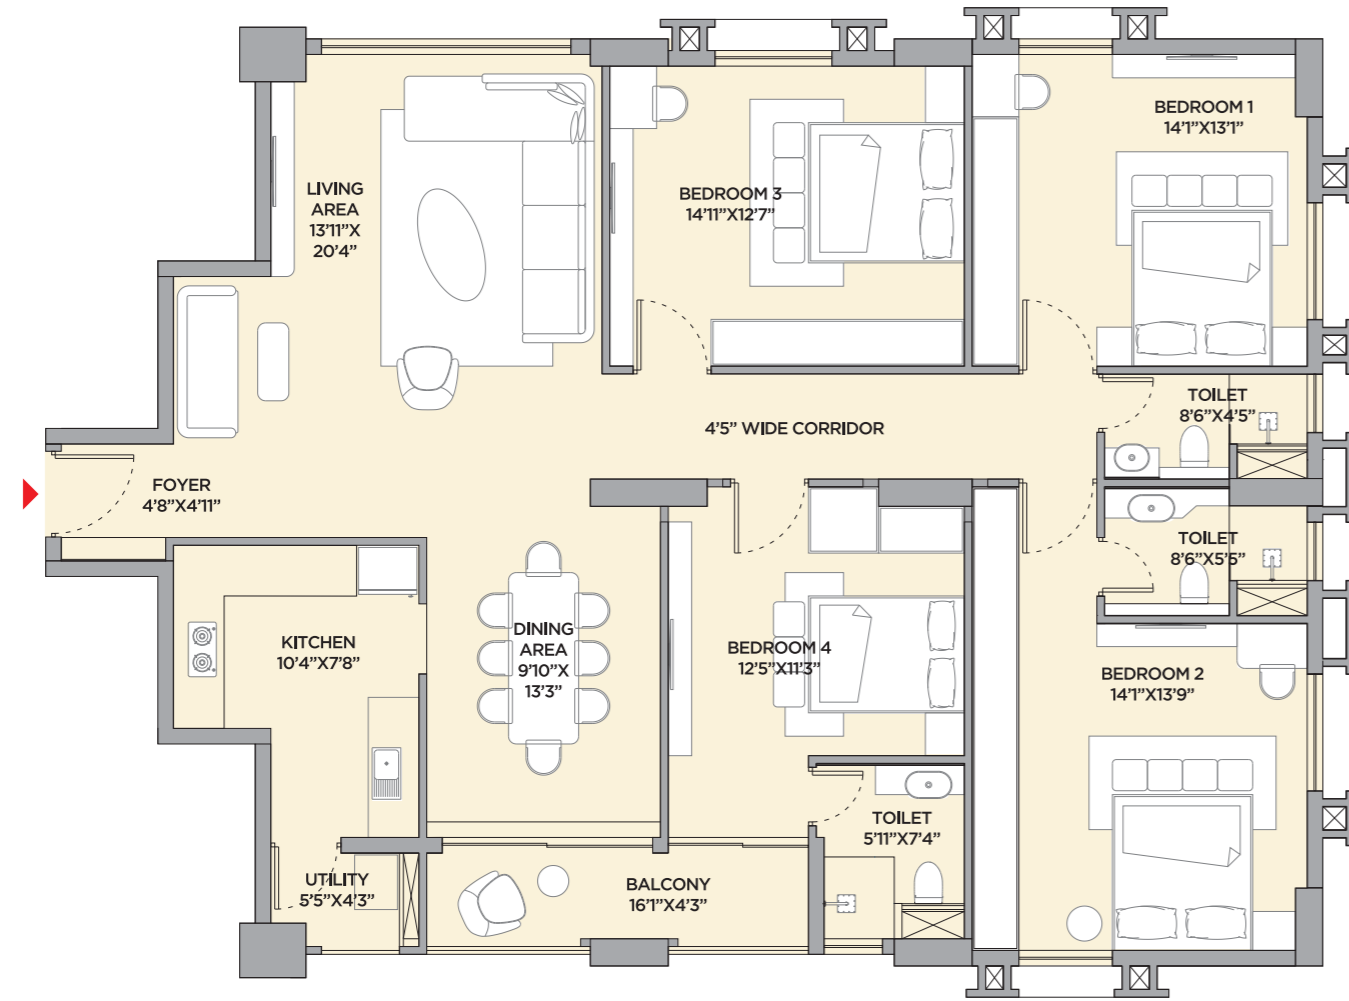 BEDROOM 1
14'1"X13'1"
LIVING
AREA
13'11"X
20'4"
BEDROOM 3
14'11"X12'7"
TOILET
8'6"X4'5"
4'5" WIDE CORRIDOR
FOYER
4'8"X4'11"
TOILET
8'6"X5'5"
KITCHEN
10'4"X7'8"
DINING
AREA
9'10"X
13'3"
BEDROOM 4
12'5"X11'3"
BEDROOM 2
14'1"X13'9"
TOILET
5'11"X7'4"
UTILITY
5'5"X4'3"
BALCONY
16'1"X4'3"